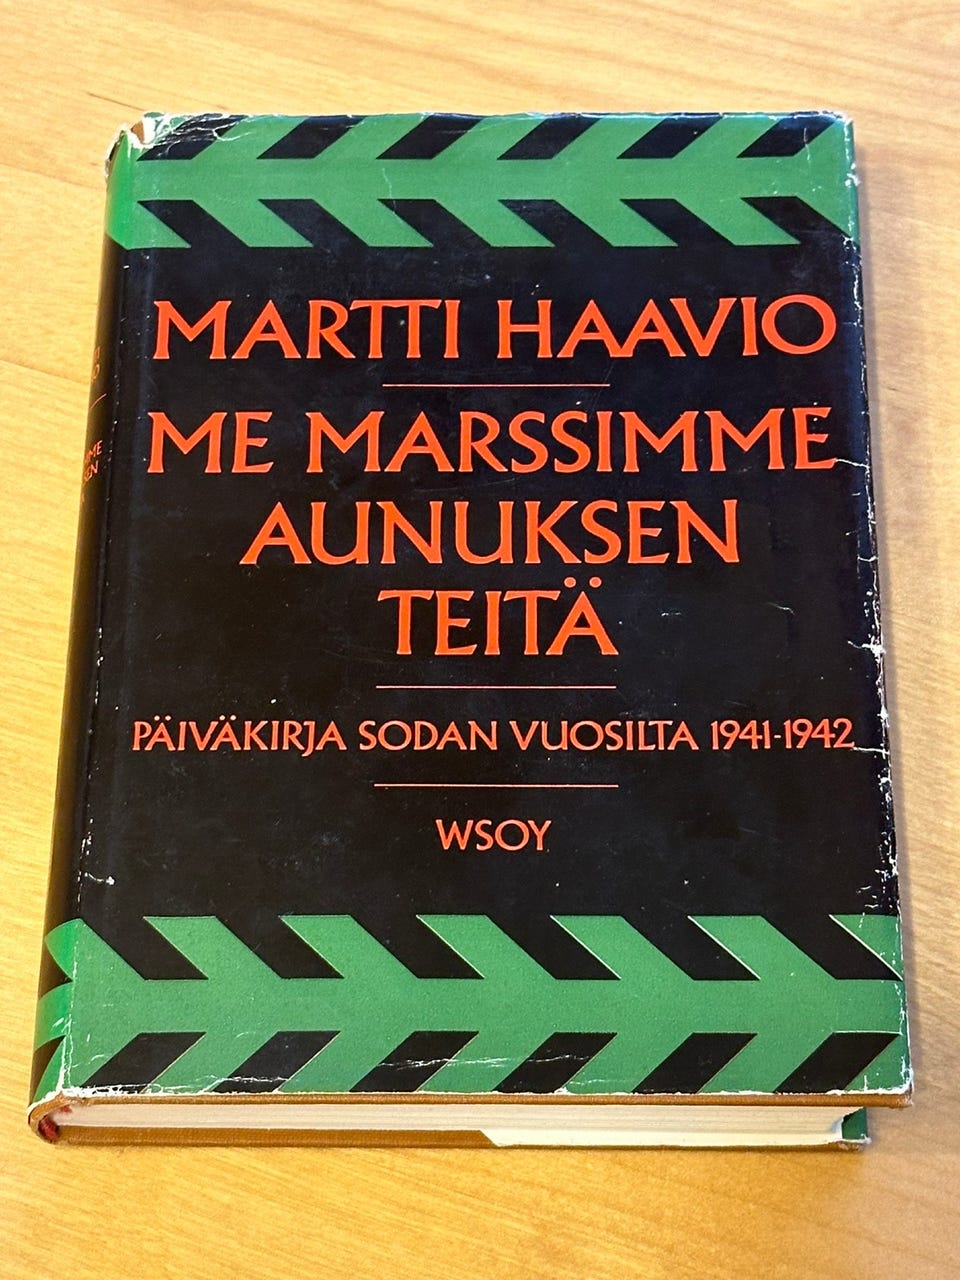 MARTTI HAAVIO
ME MARSSIMME
AUNUKSEN
TEITÄ
PÄIVÄKIRJA SODAN VUOSILTA 1941-1942
WSOY